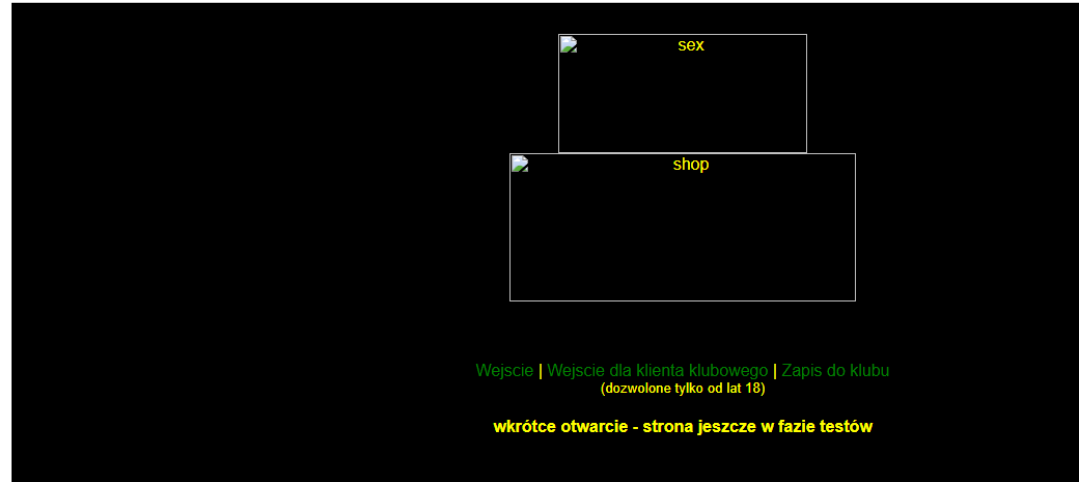 sex
shop
Wejscie | Wejscie dla klienta klubowego | Zapis do klubu
(dozwolone tylko od lat 18)
wkrótce otwarcie - strona jeszcze w fazie testów